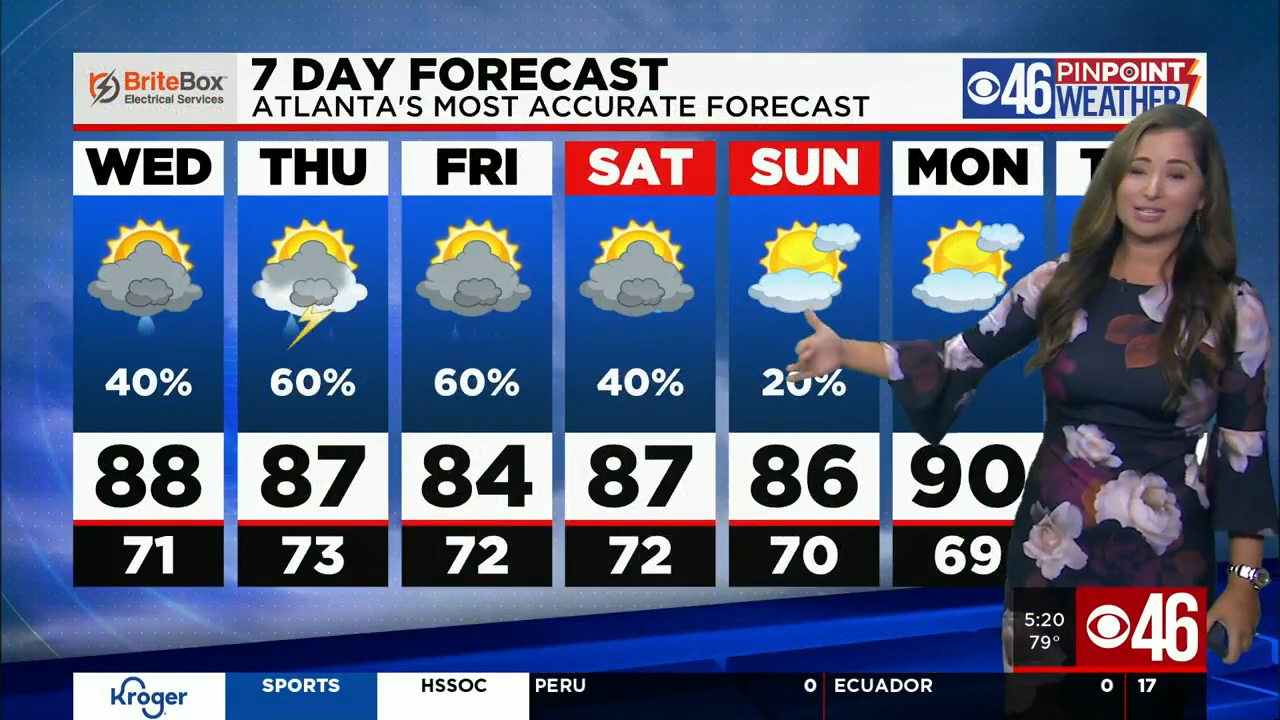 BriteBox
Electrical Services
7 DAY FORECAST
ATLANTA'S MOST ACCURATE FORECAST
46 PINPOINT
WEATHER
WED THU FRI SAT SUN MON
40% 60% 60% 40% 20%
88 87 84 87 86 90
71 73 72 72 70 69
5:20
79°
46
Kroger SPORTS HSSOC PERU 0 ECUADOR 0 17